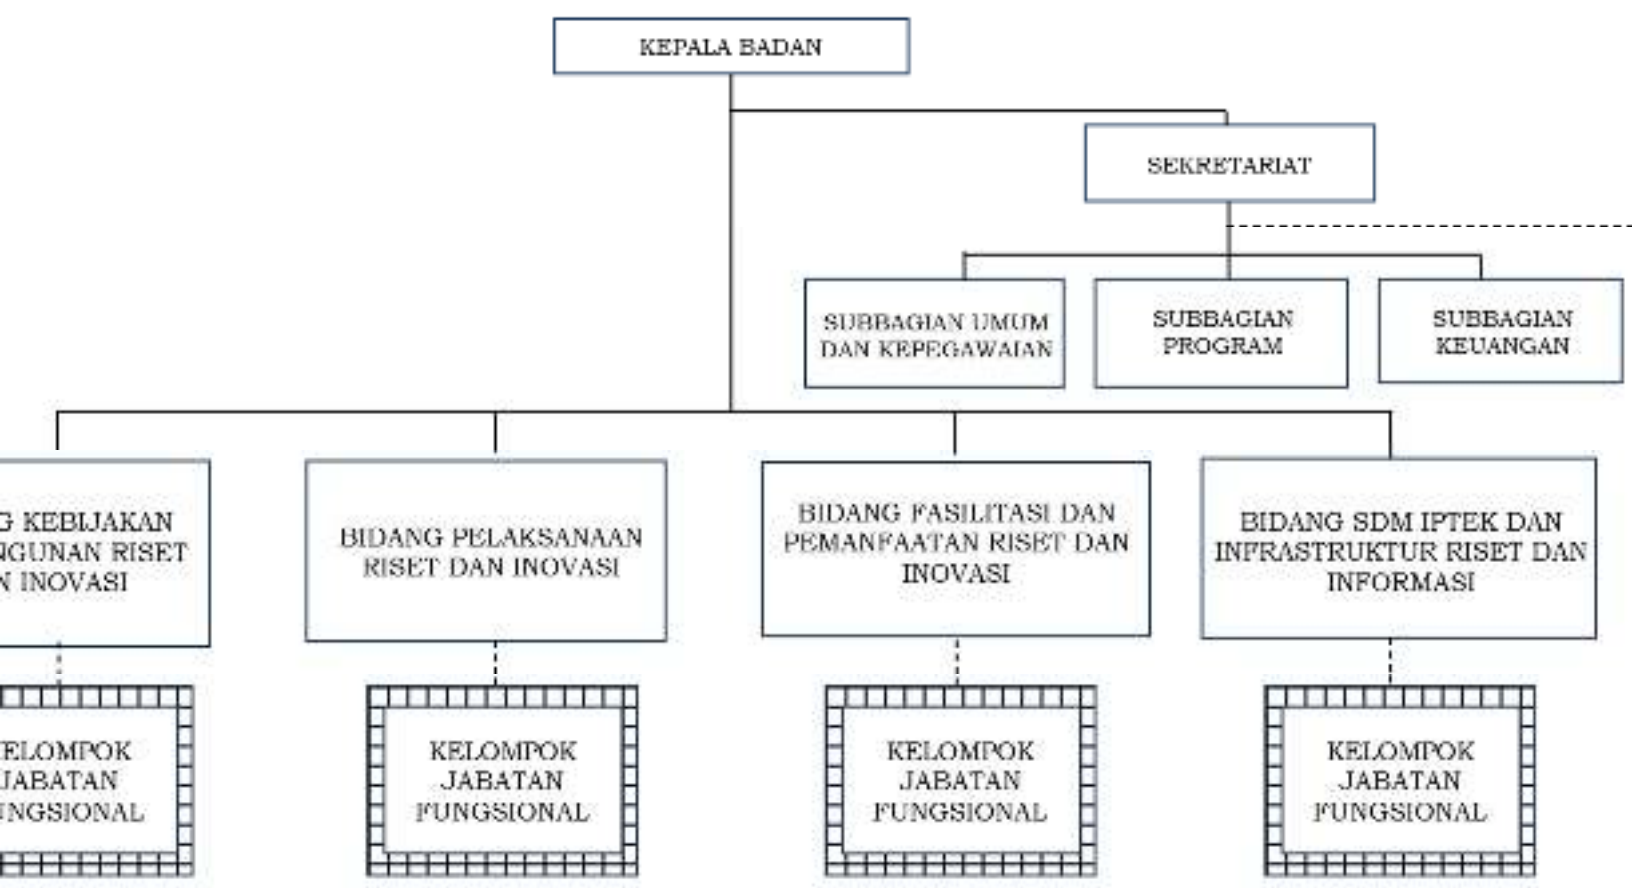 KEPALA BADAN
SEKRETARIAT
SUBBAGIAN UMUM
DAN KEPEGAWAIAN
SUBBAGIAN
PROGRAM
SUBBAGIAN
KEUANGAN
KEBIJAKAN
RISET
INOVASI
BIDANG PELAKSANAAN
RISET DAN INOVASI
BIDANG FASILITASI DAN
PEMANFAATAN RISET DAN
INOVASI
BIDANG SDM IPTEK DAN
INFRASTRUKTUR RISET DAN
INFORMASI
JABATAN
KELOMPOK
JABATAN
FUNGSIONAL
KELOMPOK
JABATAN
FUNGSIONAL
KELOMPOK
JABATAN
FUNGSIONAL